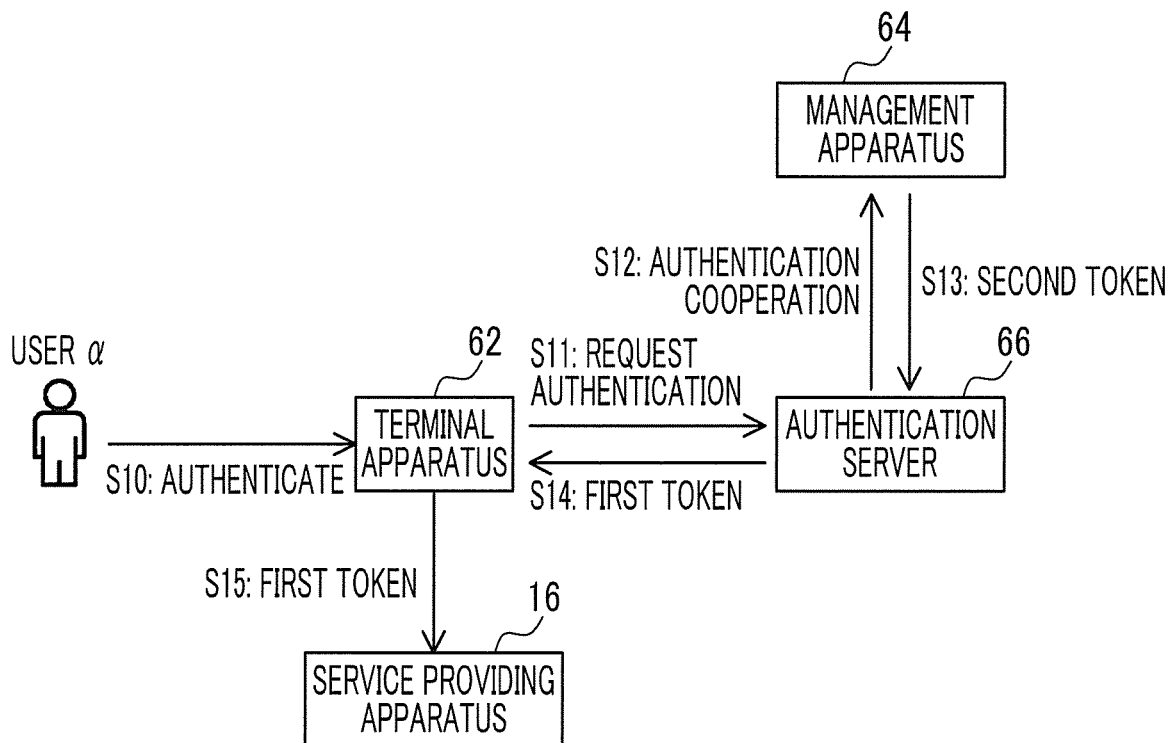 64
MANAGEMENT
APPARATUS
S12: AUTHENTICATION
COOPERATION
S13: SECOND TOKEN
USER α
62
S11: REQUEST
AUTHENTICATION
66
TERMINAL
APPARATUS
AUTHENTICATION
SERVER
S10: AUTHENTICATE
S14: FIRST TOKEN
S15: FIRST TOKEN
16
SERVICE PROVIDING
APPARATUS